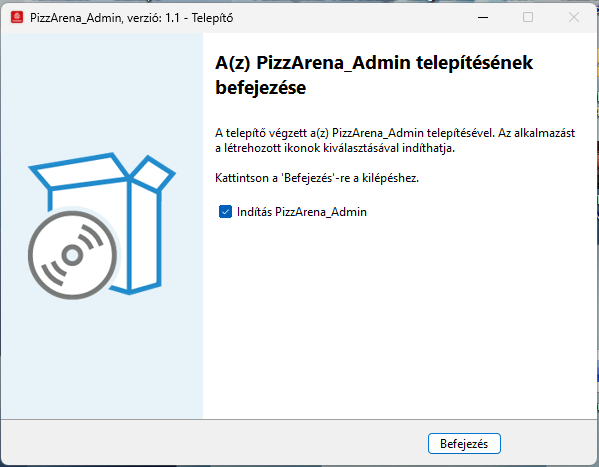 PizzArena_Admin, verzió: 1.1 - Telepítő
A(z) PizzArena_Admin telepítésének
befejezése
A telepítő végzett a(z) PizzArena_Admin telepítésével. Az alkalmazást
a létrehozott ikonok kiválasztásával indíthatja.
Kattintson a 'Befejezés'-re a kilépéshez.
Indítás PizzArena_Admin
Befejezés